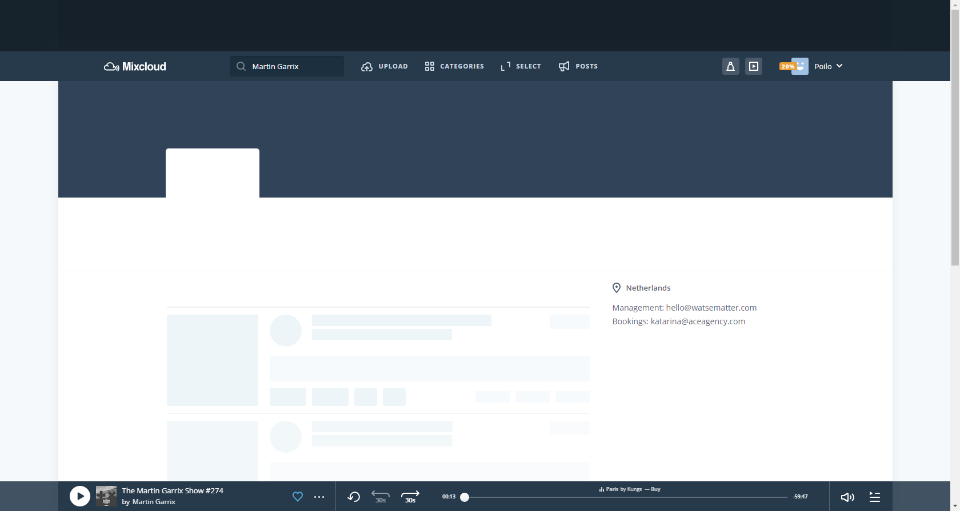 Mixcloud
Martin Garrix
UPLOAD
CATEGORIES
SELECT
POSTS
20%
Poilo
Netherlands
Management: hello@watsematter.com
Bookings: katarina@aceagency.com
The Martin Garrix Show #274
by Martin Garrix
30s
30s
00:13
Paris by Kungs — Buy
-59:47